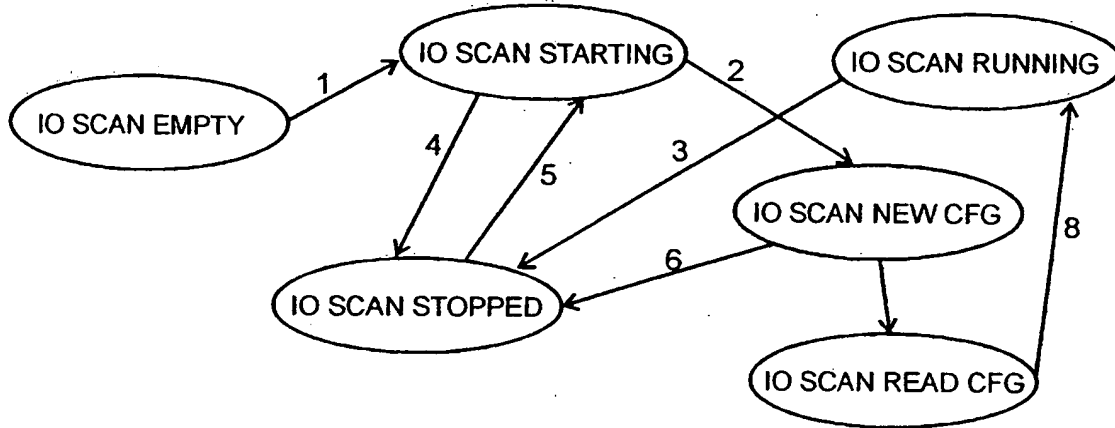 IO SCAN STARTING
2
IO SCAN RUNNING
1
IO SCAN EMPTY
4
3
5
IO SCAN NEW CFG
8
6
IO SCAN STOPPED
IO SCAN READ CFG